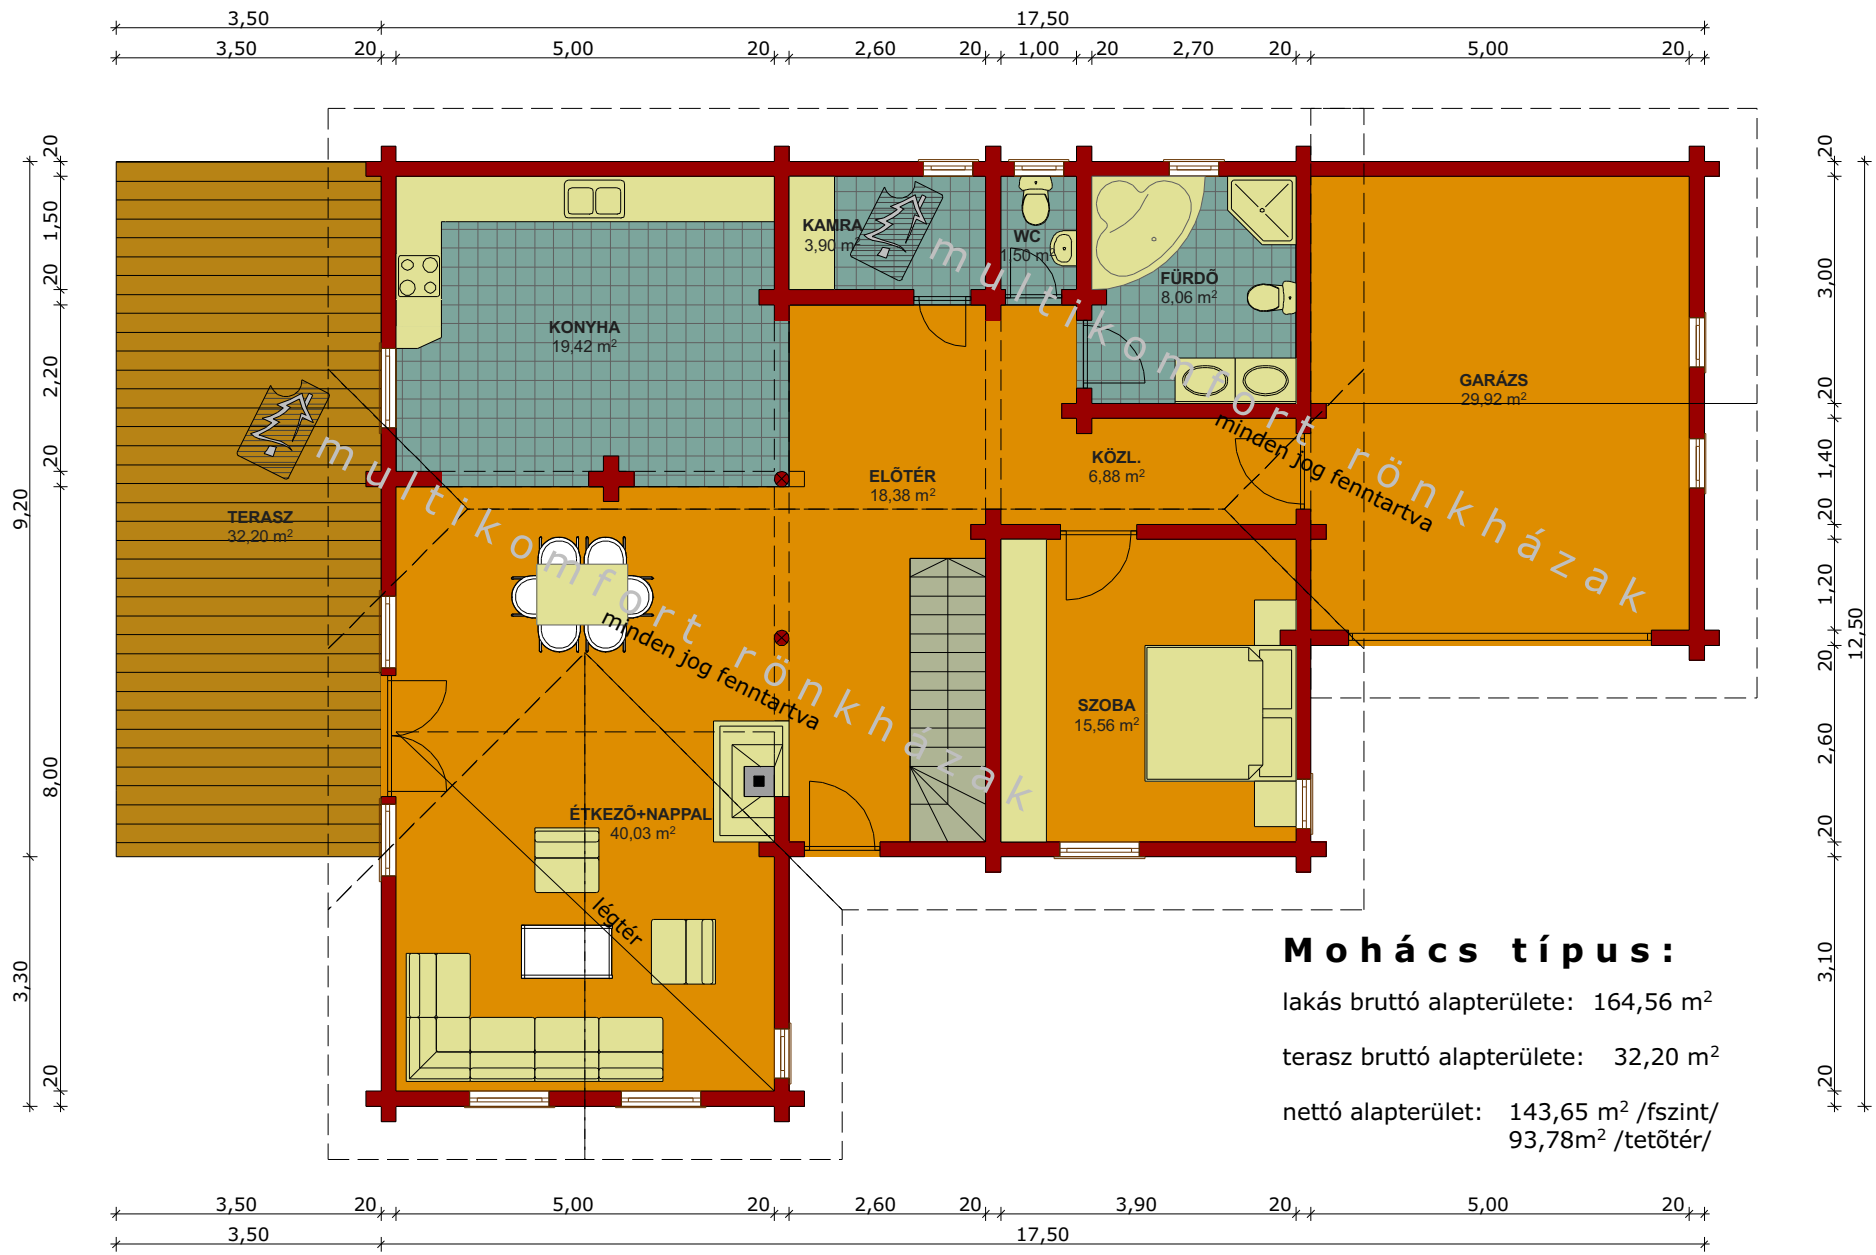 3,50 17,50
3,50 20 5,00 20 2,60 20 1,00 20 2,70 20 5,00 20
20 1,50 20 2,20 20 8,00 20
9,20 3,30
KAMRA
3,90 m²
WC
1,50 m²
FÜRDÕ
8,06 m²
KONYHA
19,42 m²
GARÁZS
29,92 m²
ELÕTÉR
18,38 m²
KÖZL.
6,88 m²
TERASZ
32,20 m²
SZOBA
15,56 m²
ÉTKEZÕ+NAPPAL
40,03 m²
légtér
multikomfort rönkházak
minden jog fenntartva
multikomfort rönkházak
minden jog fenntartva
20 3,00 20 1,40 20 1,20 20 2,60 20 3,10 20
12,50
Mohács típus:
lakás bruttó alapterülete: 164,56 m²
terasz bruttó alapterülete: 32,20 m²
nettó alapterület: 143,65 m² /fszint/
93,78m² /tetõtér/
3,50 20 5,00 20 2,60 20 3,90 20 5,00 20
3,50 17,50